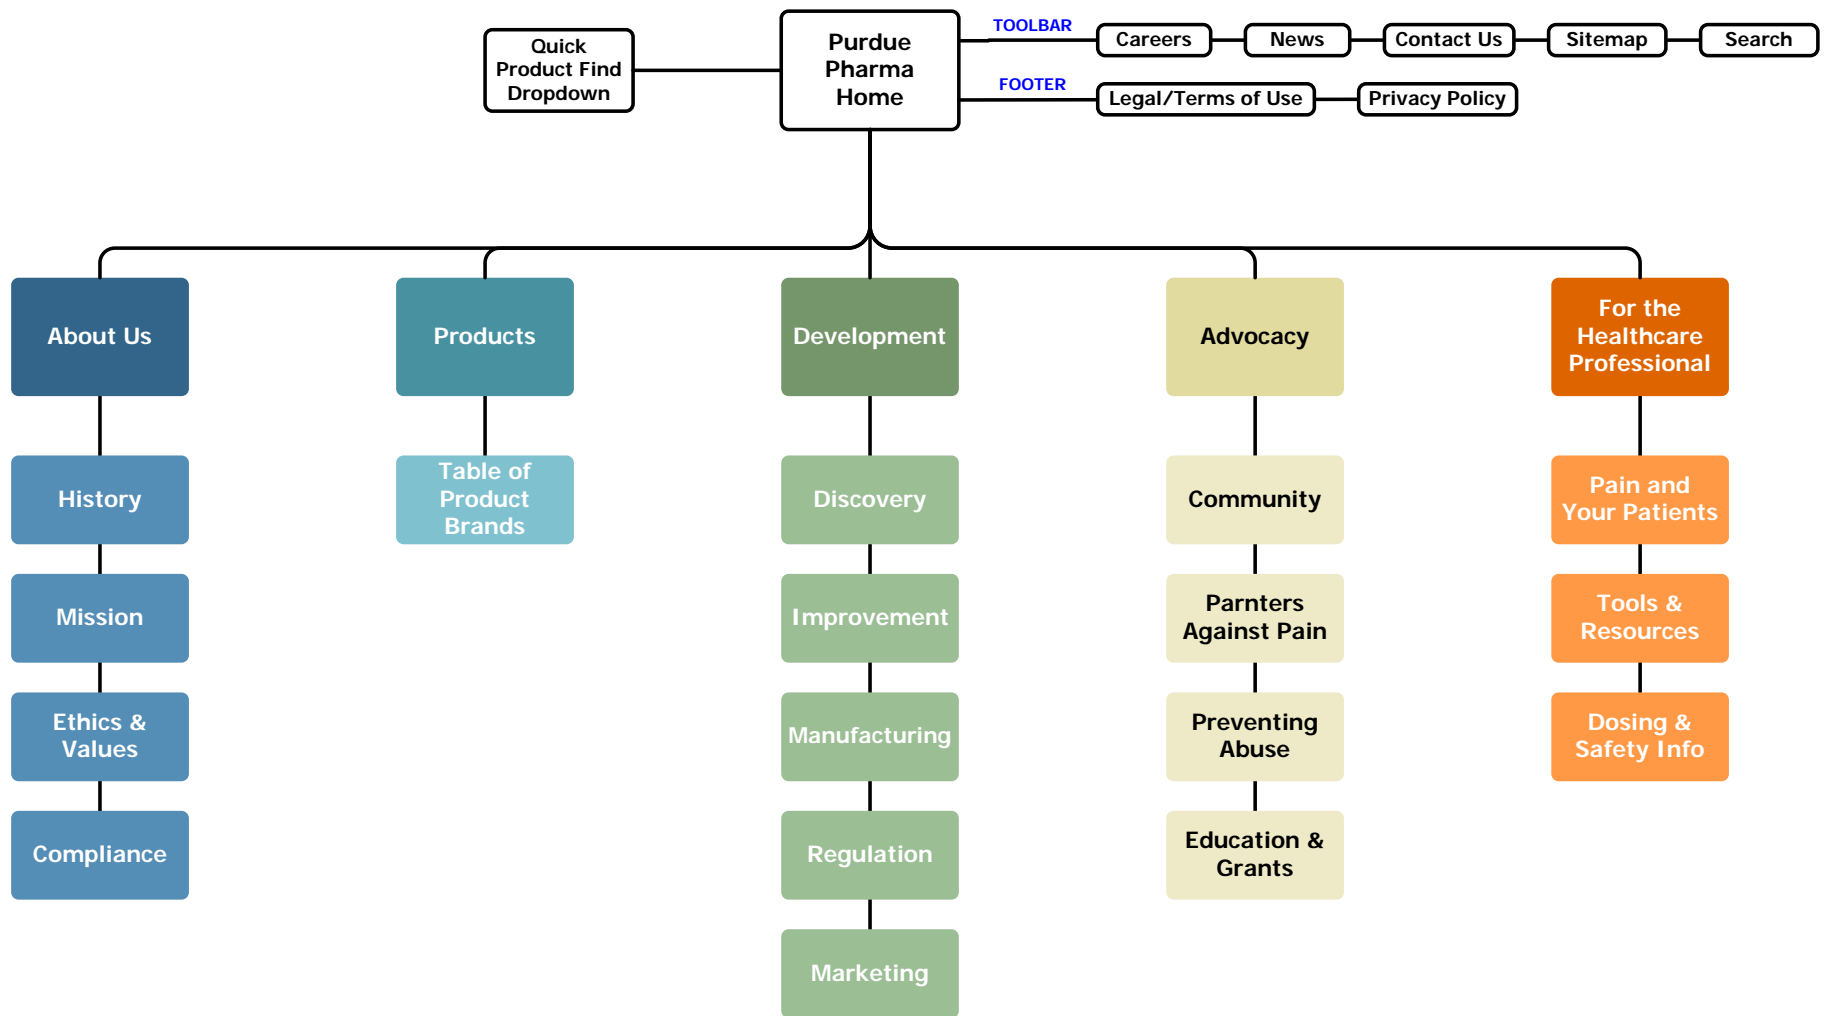 Quick
Product Find
Dropdown
Purdue
Pharma
Home
TOOLBAR
Careers
News
Contact Us
Sitemap
Search
FOOTER
Legal/Terms of Use
Privacy Policy
About Us
History
Mission
Ethics &
Values
Compliance
Products
Table of
Product
Brands
Development
Discovery
Improvement
Manufacturing
Regulation
Marketing
Advocacy
Community
Parnters
Against Pain
Preventing
Abuse
Education &
Grants
For the
Healthcare
Professional
Pain and
Your Patients
Tools &
Resources
Dosing &
Safety Info